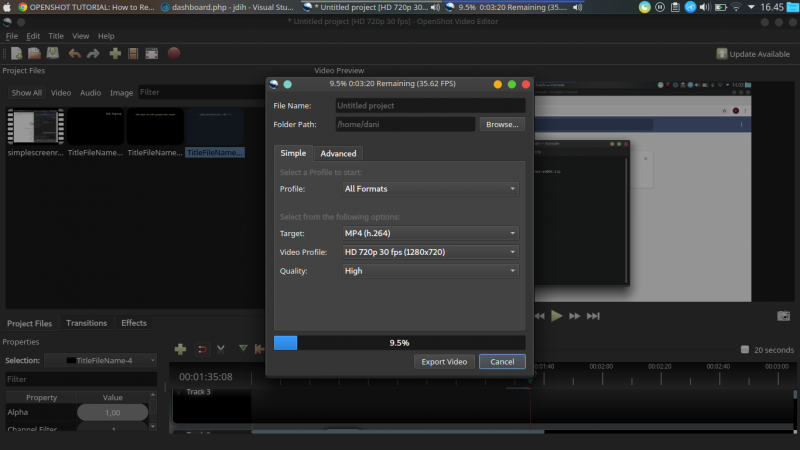 OPENSHOT TUTORIAL: How to Re...
dashboard.php - jdih - Visual Stu...
* Untitled project [HD 720p 30...
9.5% 0:03:20 Remaining (35....
16.45
* Untitled project [HD 720p 30 fps] - OpenShot Video Editor
File Edit Title View Help
Update Available
Project Files
Video Preview
Show All Video Audio Image Filter
simplescreenr...
TitleFileName...
TitleFileName...
TitleFileName...
9.5% 0:03:20 Remaining (35.62 FPS)
File Name: Untitled project
Folder Path: /home/dani Browse...
Simple Advanced
Select a Profile to start:
Profile: All Formats
Select from the following options:
Target: MP4 (h.264)
Video Profile: HD 720p 30 fps (1280x720)
Quality: High
9.5%
Export Video Cancel
Project Files Transitions Effects
Properties
Selection: TitleFileName-4
Filter
Property Value
Alpha 1,00
Channel Filter 1
20 seconds
00:01:35:08
00:01:40 00:02:00 00:02:20 00:02:40 00:03:00
Track 3